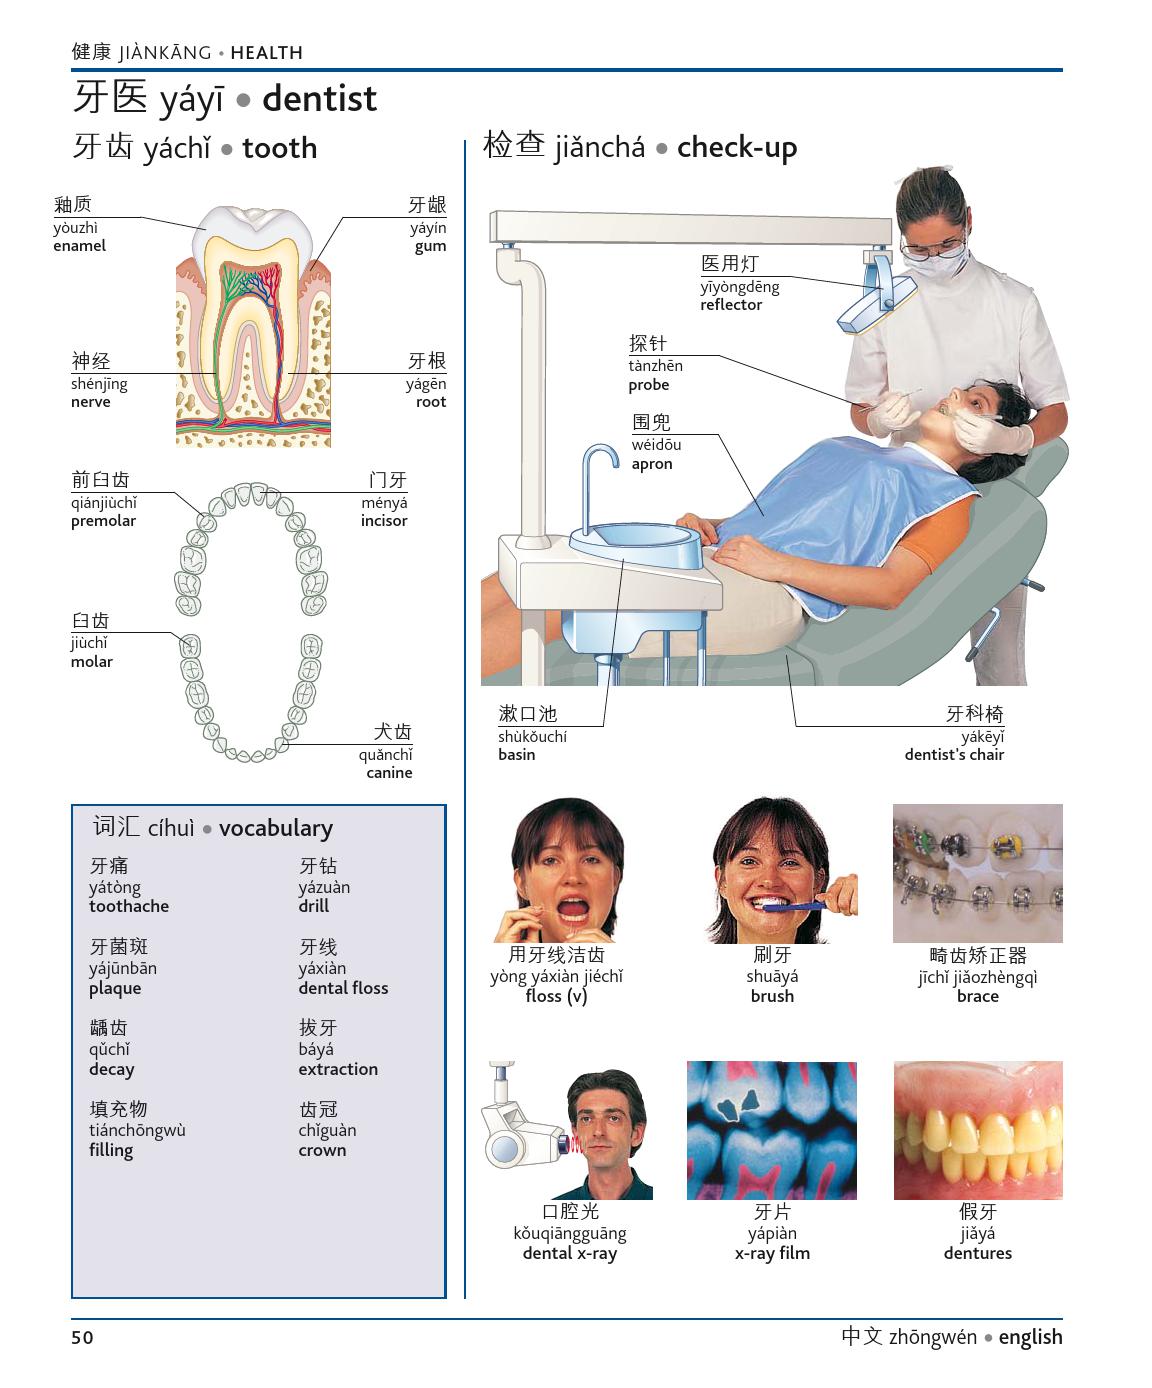 健康 JIÀNKĀNG • HEALTH
牙医 yáyī • dentist
牙齿 yáchǐ • tooth
釉质
yòuzhì
enamel
牙龈
yáyín
gum
神经
shénjīng
nerve
牙根
yágēn
root
前臼齿
qiánjiùchǐ
premolar
门牙
ményá
incisor
臼齿
jiùchǐ
molar
犬齿
quǎnchǐ
canine
词汇 cíhuì • vocabulary
牙痛
yátòng
toothache
牙菌斑
yájūnbān
plaque
龋齿
qǔchǐ
decay
填充物
tiánchōngwù
filling
牙钻
yázuàn
drill
牙线
yáxiàn
dental floss
拔牙
báyá
extraction
齿冠
chǐguàn
crown
检查 jiǎnchá • check-up
医用灯
yīyòngdēng
reflector
探针
tànzhēn
probe
围兜
wéidōu
apron
漱口池
shùkǒuchí
basin
牙科椅
yákēyǐ
dentist's chair
用牙线洁齿
yòng yáxiàn jiéchǐ
floss (v)
刷牙
shuāyá
brush
畸齿矫正器
jīchǐ jiǎozhèngqì
brace
口腔光
kǒuqiāngguāng
dental x-ray
牙片
yápiàn
x-ray film
假牙
jiǎyá
dentures
50
中文 zhōngwén • english